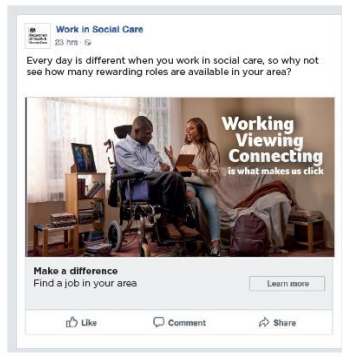 Work in Social Care
23 hrs
Every day is different when you work in social care, so why not
see how many rewarding roles are available in your area?
Working
Viewing
Connecting
is what makes us click
Make a difference
Find a job in your area
Learn more
Like
Comment
Share